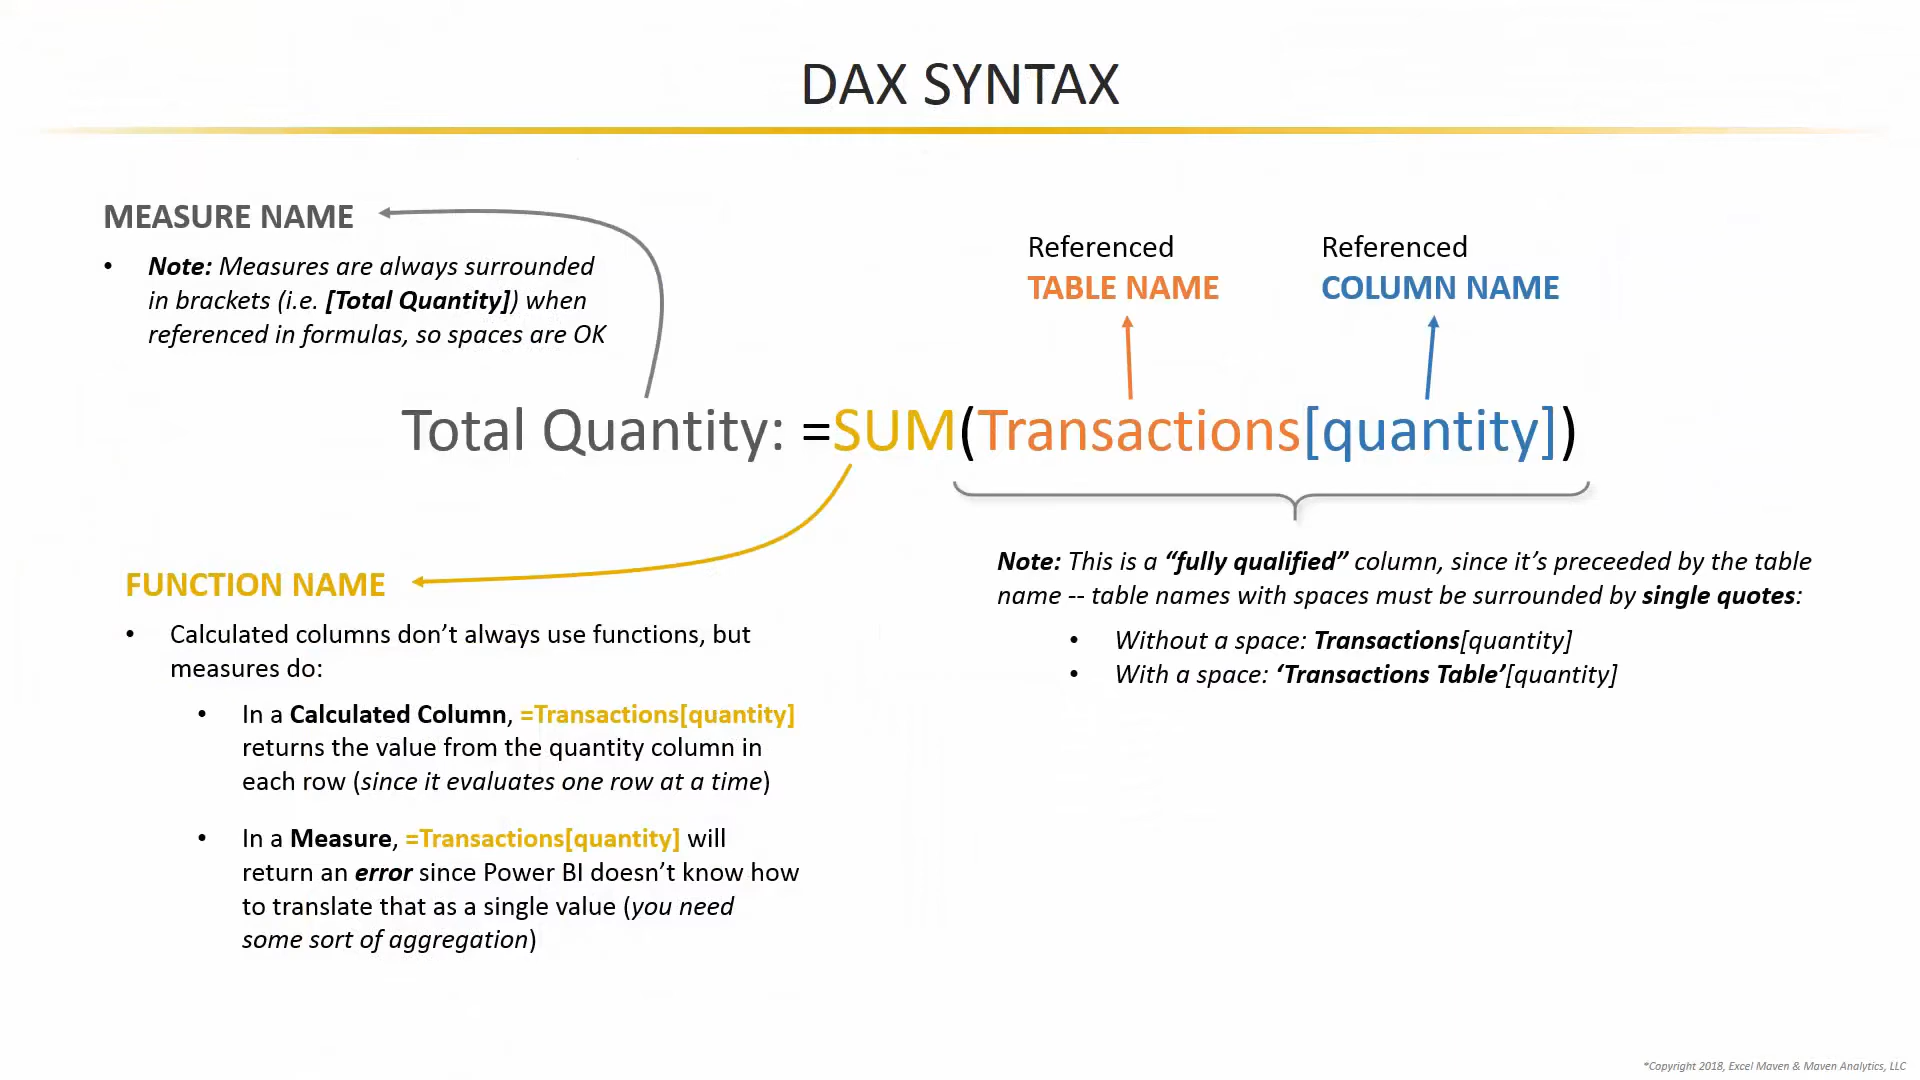 DAX SYNTAX
MEASURE NAME
• Note: Measures are always surrounded
in brackets (i.e. [Total Quantity]) when
referenced in formulas, so spaces are OK
Referenced
TABLE NAME
Referenced
COLUMN NAME
Total Quantity: =SUM(Transactions[quantity])
FUNCTION NAME
• Calculated columns don’t always use functions, but
measures do:
• In a Calculated Column, =Transactions[quantity]
returns the value from the quantity column in
each row (since it evaluates one row at a time)
• In a Measure, =Transactions[quantity] will
return an error since Power BI doesn’t know how
to translate that as a single value (you need
some sort of aggregation)
Note: This is a “fully qualified” column, since it’s preceeded by the table
name -- table names with spaces must be surrounded by single quotes:
• Without a space: Transactions[quantity]
• With a space: ‘Transactions Table’[quantity]
*Copyright 2018, Excel Maven & Maven Analytics, LLC